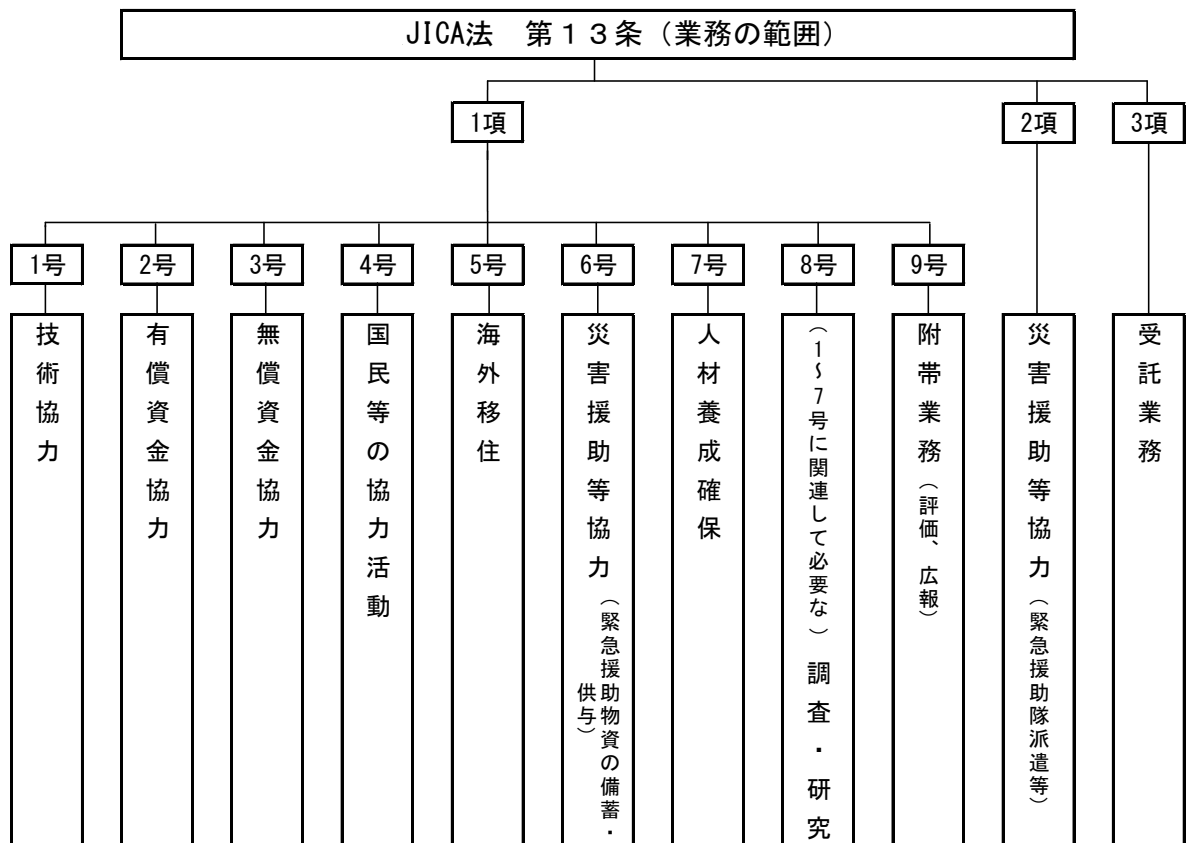 JICA法　第１３条（業務の範囲）
1項
2項
3項
1号
2号
3号
4号
5号
6号
7号
8号
9号
技術協力
有償資金協力
無償資金協力
国民等の協力活動
海外移住
災害援助等協力（緊急援助物資の備蓄・
供与）
人材養成確保
（1～7号に関連して必要な）調査・研究
附帯業務（評価、広報）
災害援助等協力（緊急援助隊派遣等）
受託業務